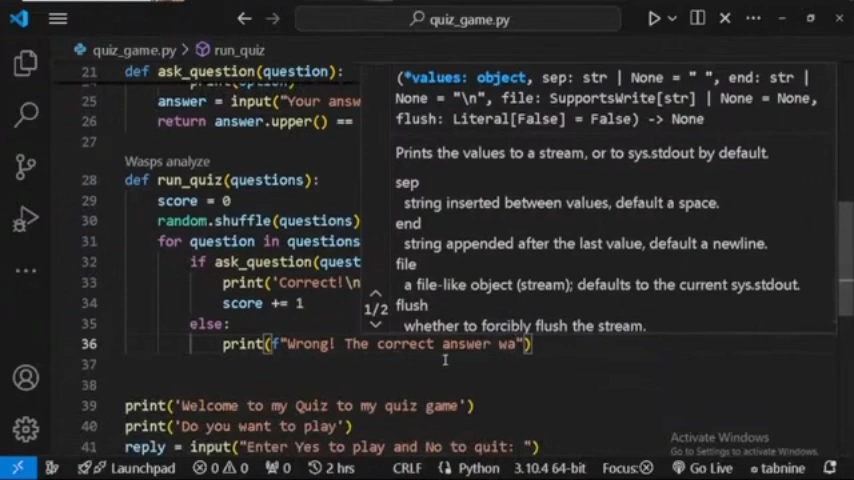 quiz_game.py
quiz_game.py > run_quiz
21 def ask_question(question):
25 answer = input("Your answ
26 return answer.upper() ==
27
Wasps analyze
28 def run_quiz(questions):
29 score = 0
30 random.shuffle(questions)
31 for question in questions
32 if ask_question(quest
33 print('Correct!\n
34 score += 1
35 else:
36 print(f"Wrong! The correct answer wa")
37
38
39 print('Welcome to my Quiz to my quiz game')
40 print('Do you want to play')
41 reply = input("Enter Yes to play and No to quit: ")
(*values: object, sep: str | None = " ", end: str |
None = "\n", file: SupportsWrite[str] | None = None,
flush: Literal[False] = False) -> None
Prints the values to a stream, or to sys.stdout by default.
sep
string inserted between values, default a space.
end
string appended after the last value, default a newline.
file
a file-like object (stream); defaults to the current sys.stdout.
flush
whether to forcibly flush the stream.
1/2
Activate Windows
Go to Settings to activate Windows.
Launchpad 0 0 0 2 hrs CRLF Python 3.10.4 64-bit Focus: Go Live tabnine